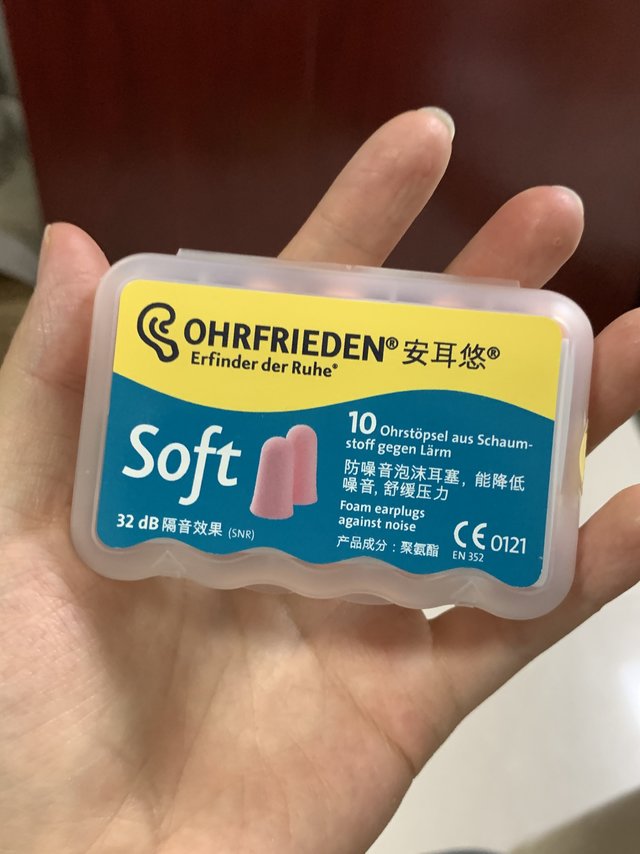 OHRFRIEDEN® 安耳悠®
Erfinder der Ruhe®
Soft
10 Ohrstöpsel aus Schaum-
stoff gegen Lärm
防噪音泡沫耳塞，能降低
噪音, 舒缓压力
Foam earplugs
against noise
产品成分：聚氨酯
32 dB 隔音效果 (SNR)
CE 0121
EN 352